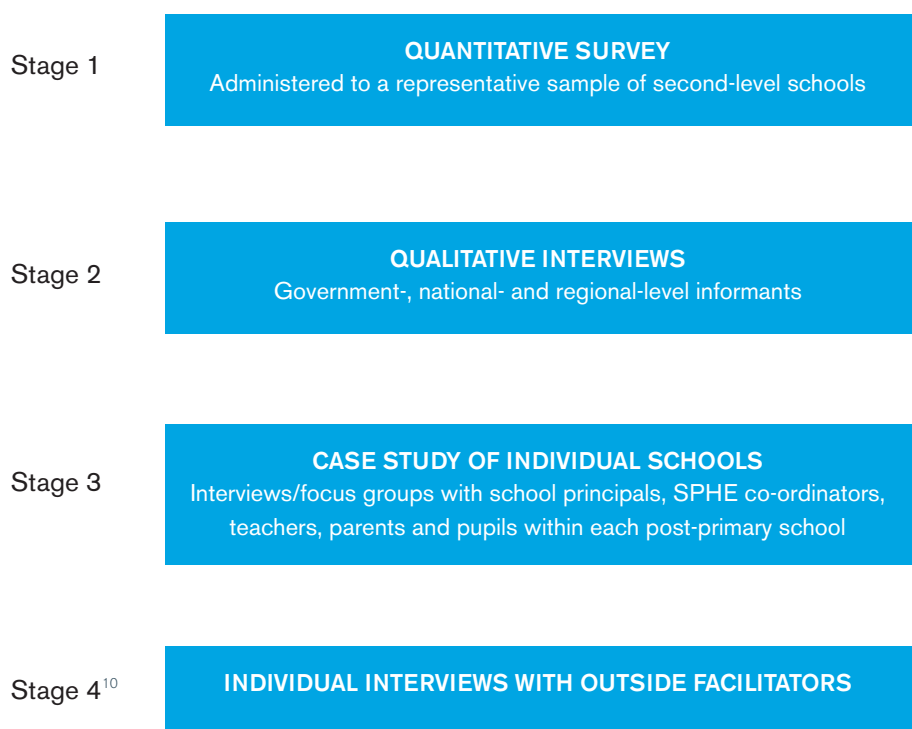 Stage 1
QUANTITATIVE SURVEY
Administered to a representative sample of second-level schools
Stage 2
QUALITATIVE INTERVIEWS
Government-, national- and regional-level informants
Stage 3
CASE STUDY OF INDIVIDUAL SCHOOLS
Interviews/focus groups with school principals, SPHE co-ordinators,
teachers, parents and pupils within each post-primary school
Stage 4¹⁰
INDIVIDUAL INTERVIEWS WITH OUTSIDE FACILITATORS